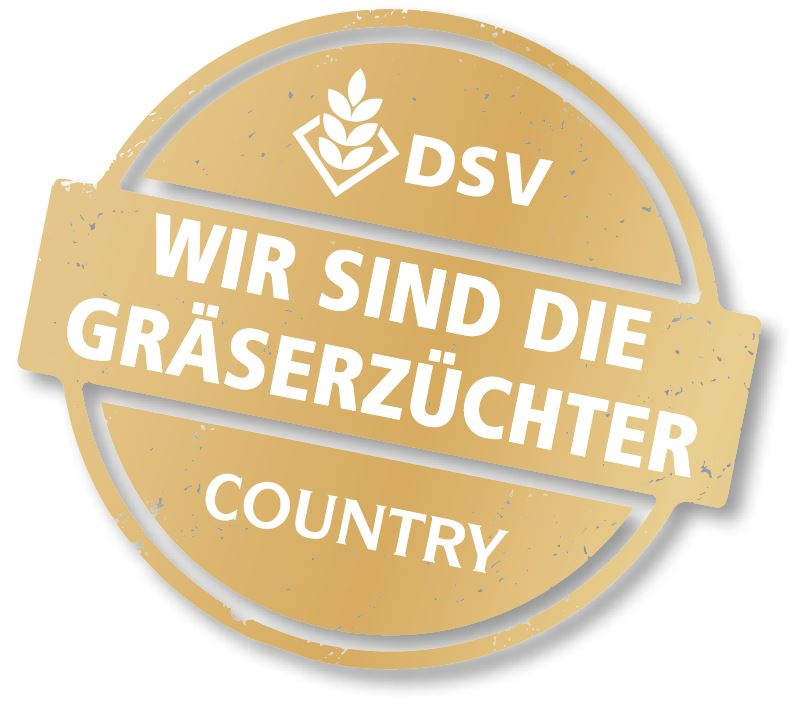 DSV
WIR SIND DIE
GRÄSERZÜCHTER
COUNTRY